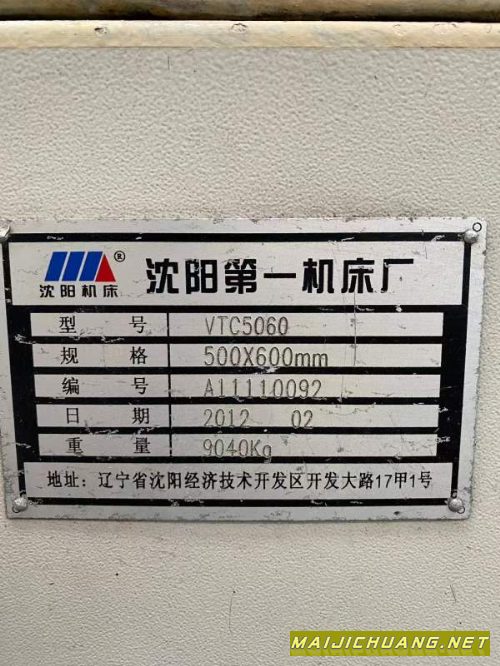 沈阳机床 ® 沈阳第一机床厂
型 号 VTC5060
规 格 500X600mm
编 号 A11110092
日 期 2012 02
重 量 9040Kg
地址: 辽宁省沈阳经济技术开发区开发大路17甲1号
MAIJICHUANG.NET